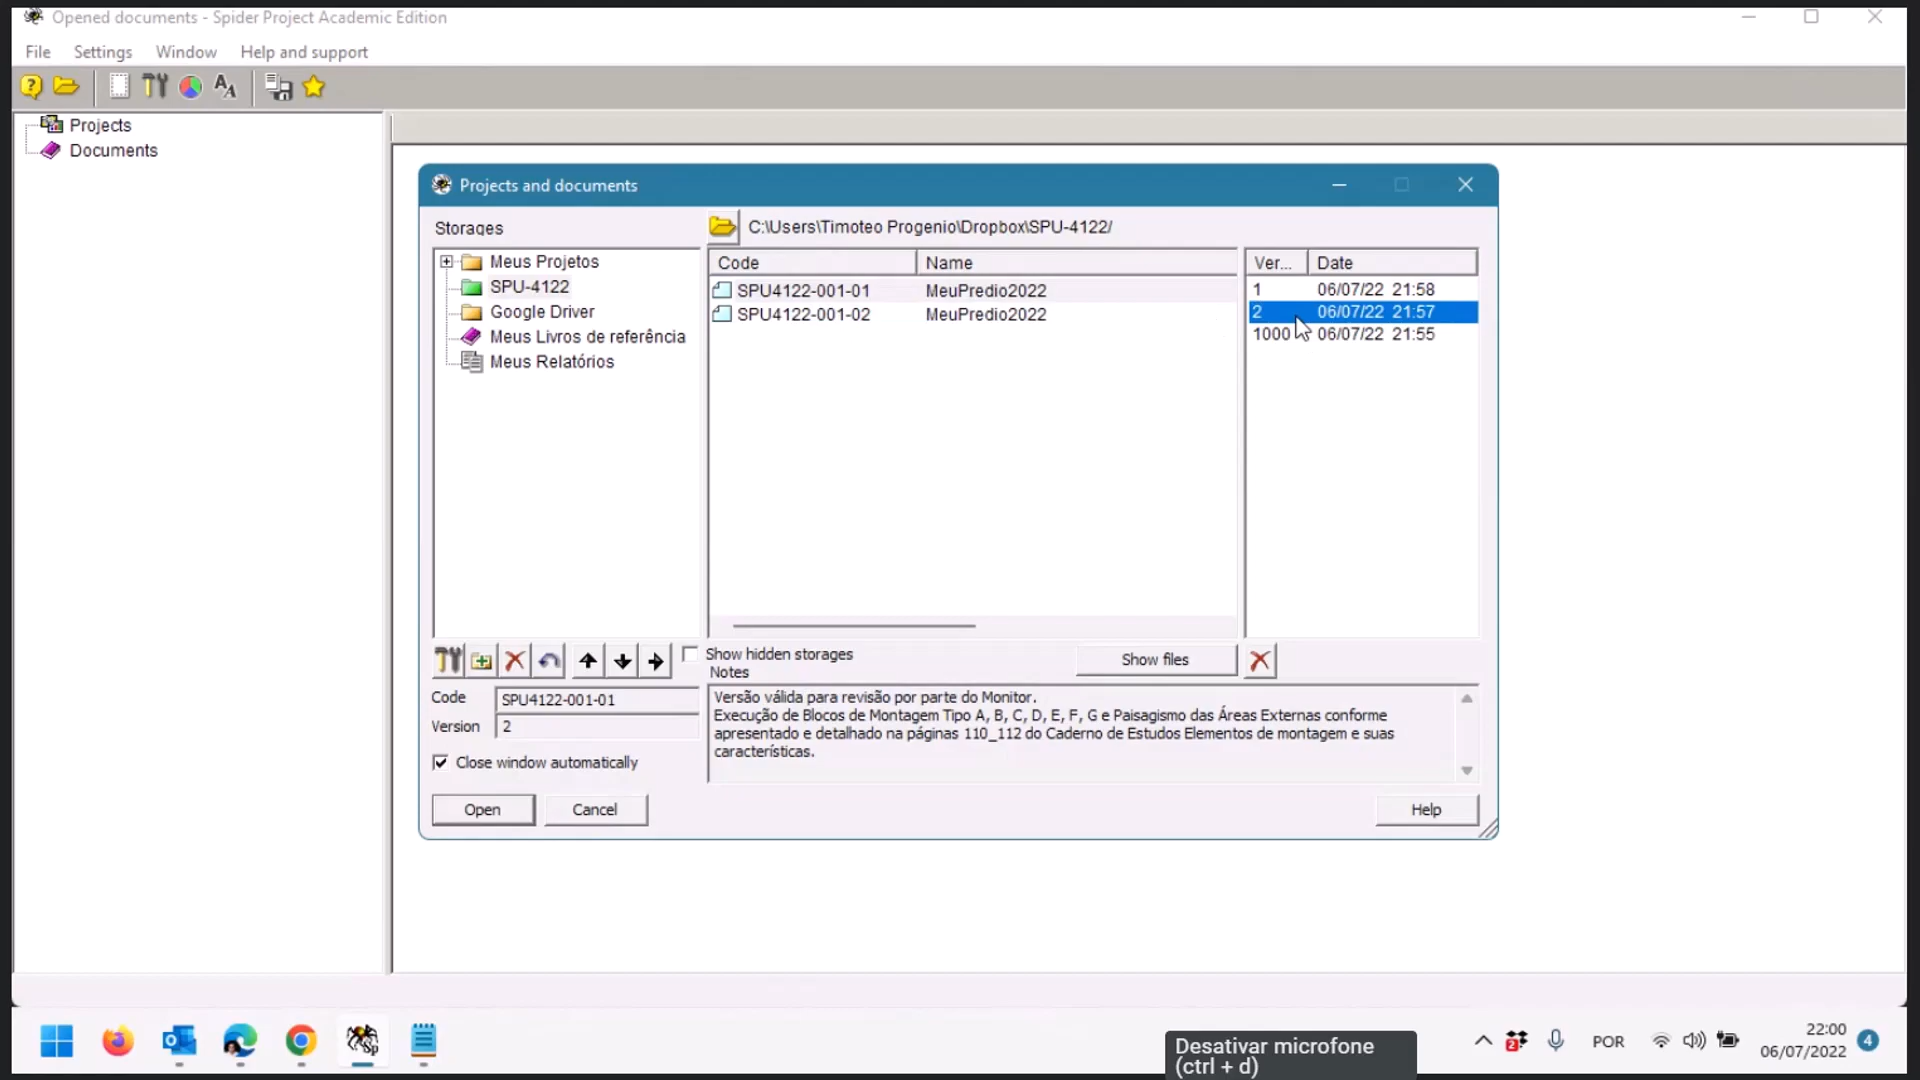 Opened documents - Spider Project Academic Edition
File Settings Window Help and support
Projects
Documents
Projects and documents
Storages
C:\Users\Timoteo Progenio\Dropbox\SPU-4122/
Meus Projetos
SPU-4122
Google Driver
Meus Livros de referência
Meus Relatórios
Code Name
SPU4122-001-01 MeuPredio2022
SPU4122-001-02 MeuPredio2022
Ver... Date
1 06/07/22 21:58
2 06/07/22 21:57
1000 06/07/22 21:55
Show hidden storages
Show files
Notes
Code SPU4122-001-01
Version 2
Versão válida para revisão por parte do Monitor.
Execução de Blocos de Montagem Tipo A, B, C, D, E, F, G e Paisagismo das Áreas Externas conforme
apresentado e detalhado na páginas 110_112 do Caderno de Estudos Elementos de montagem e suas
características.
Close window automatically
Open Cancel Help
Desativar microfone
(ctrl + d)
Sp
2
POR
22:00
06/07/2022
4